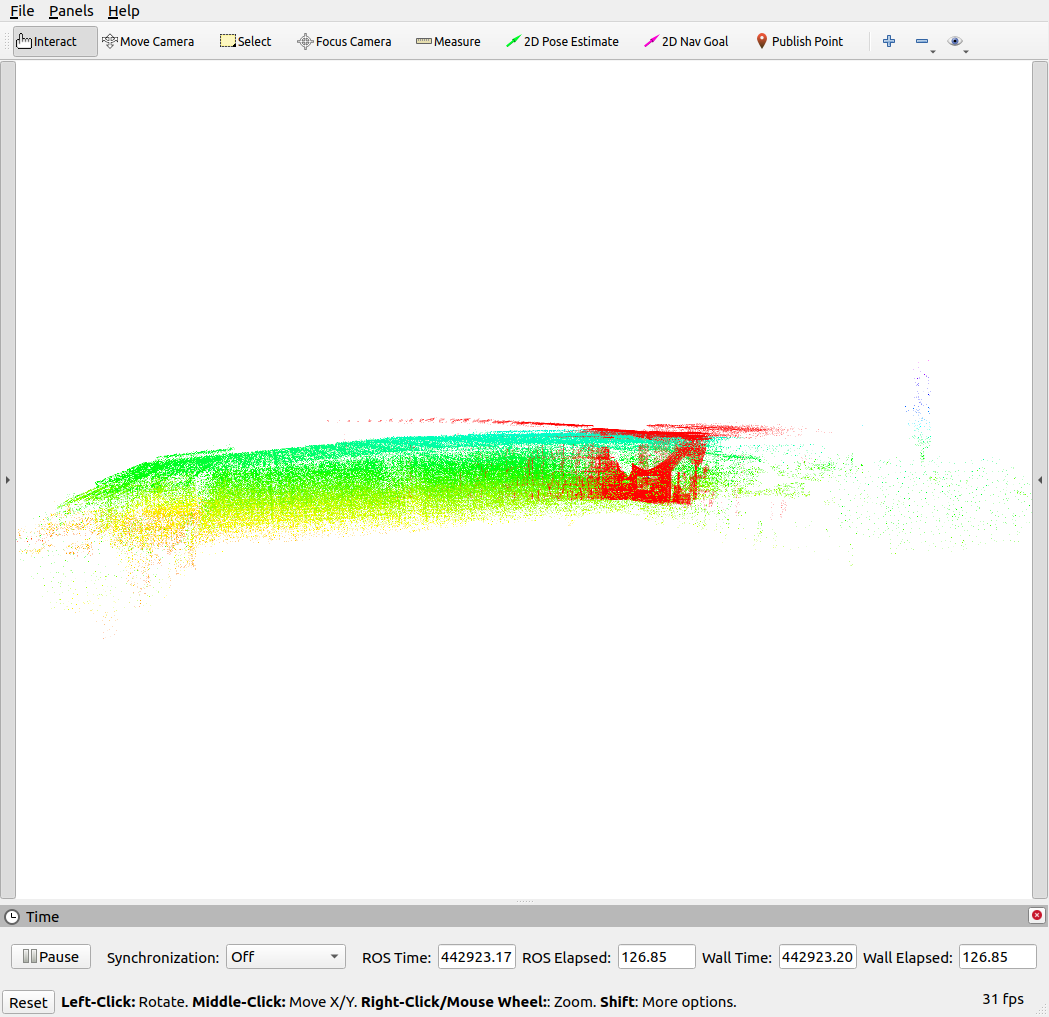 File Panels Help
Interact Move Camera Select Focus Camera Measure 2D Pose Estimate 2D Nav Goal Publish Point
Time
Pause Synchronization: Off ROS Time: 442923.17 ROS Elapsed: 126.85 Wall Time: 442923.20 Wall Elapsed: 126.85
Reset Left-Click: Rotate. Middle-Click: Move X/Y. Right-Click/Mouse Wheel:: Zoom. Shift: More options. 31 fps